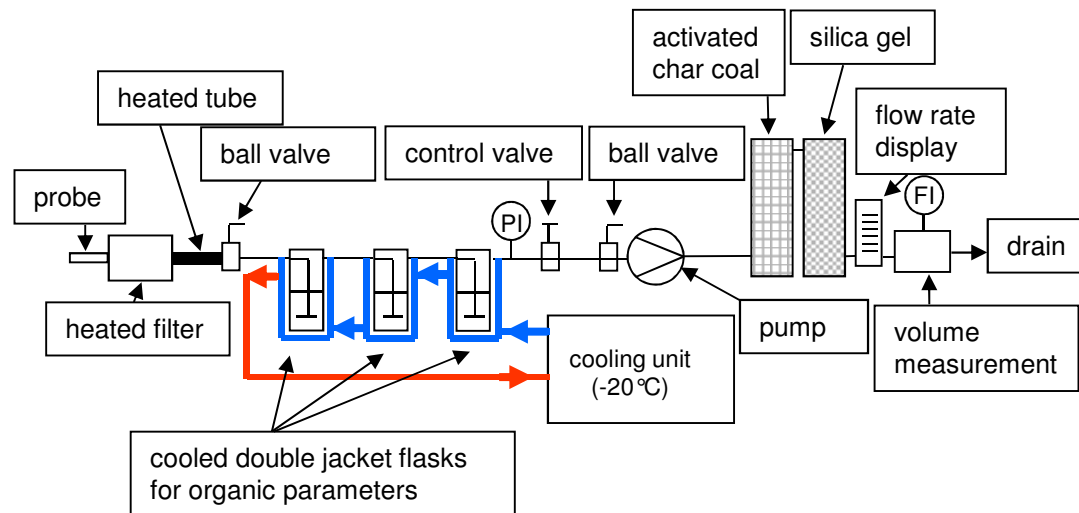 activated
char coal
silica gel
heated tube
flow rate
display
ball valve
control valve
ball valve
probe
PI
FI
drain
heated filter
pump
volume
measurement
cooling unit
(-20°C)
cooled double jacket flasks
for organic parameters